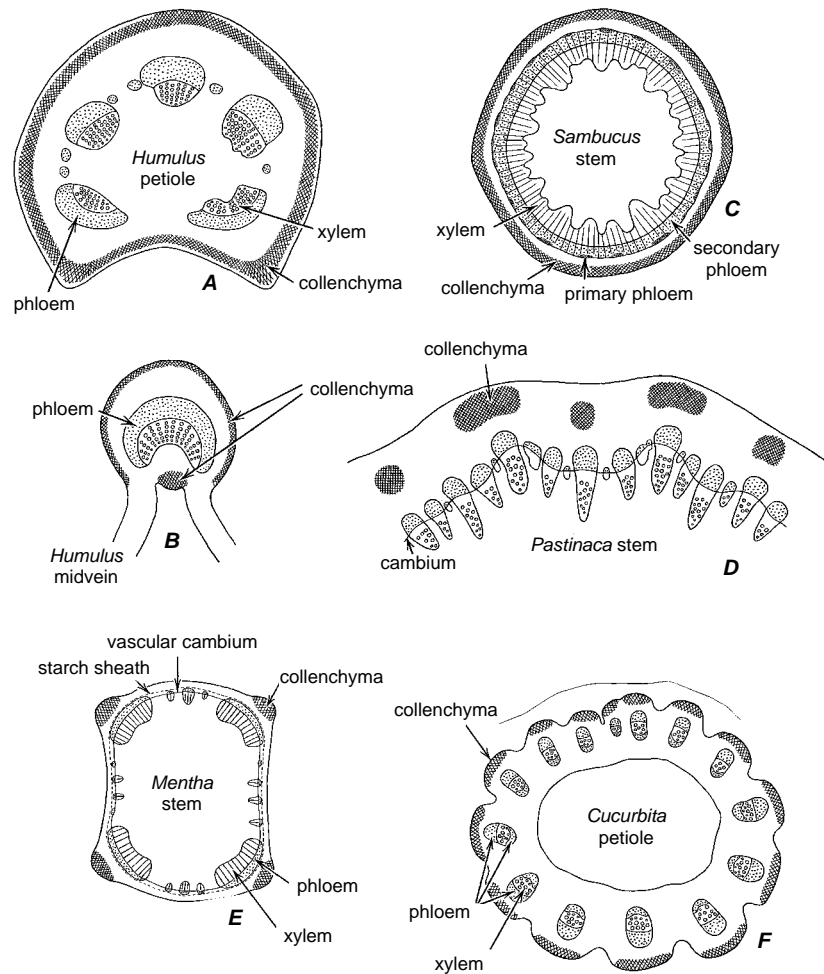 Humulus
petiole
xylem
collenchyma
phloem
A
Sambucus
stem
C
xylem
secondary
phloem
collenchyma
primary phloem
collenchyma
phloem
Humulus
midvein
B
collenchyma
cambium
Pastinaca stem
D
vascular cambium
starch sheath
collenchyma
Mentha
stem
phloem
E
xylem
collenchyma
Cucurbita
petiole
phloem
xylem
F